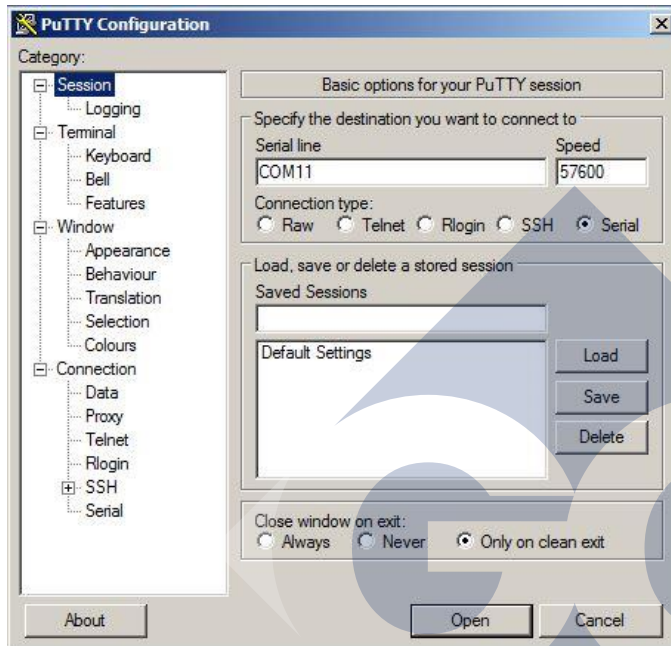 PuTTY Configuration
Category:
Session
Logging
Terminal
Keyboard
Bell
Features
Window
Appearance
Behaviour
Translation
Selection
Colours
Connection
Data
Proxy
Telnet
Rlogin
SSH
Serial
Basic options for your PuTTY session
Specify the destination you want to connect to
Serial line Speed
COM11 57600
Connection type:
Raw Telnet Rlogin SSH Serial
Load, save or delete a stored session
Saved Sessions
Default Settings
Load
Save
Delete
Close window on exit:
Always Never Only on clean exit
About Open Cancel